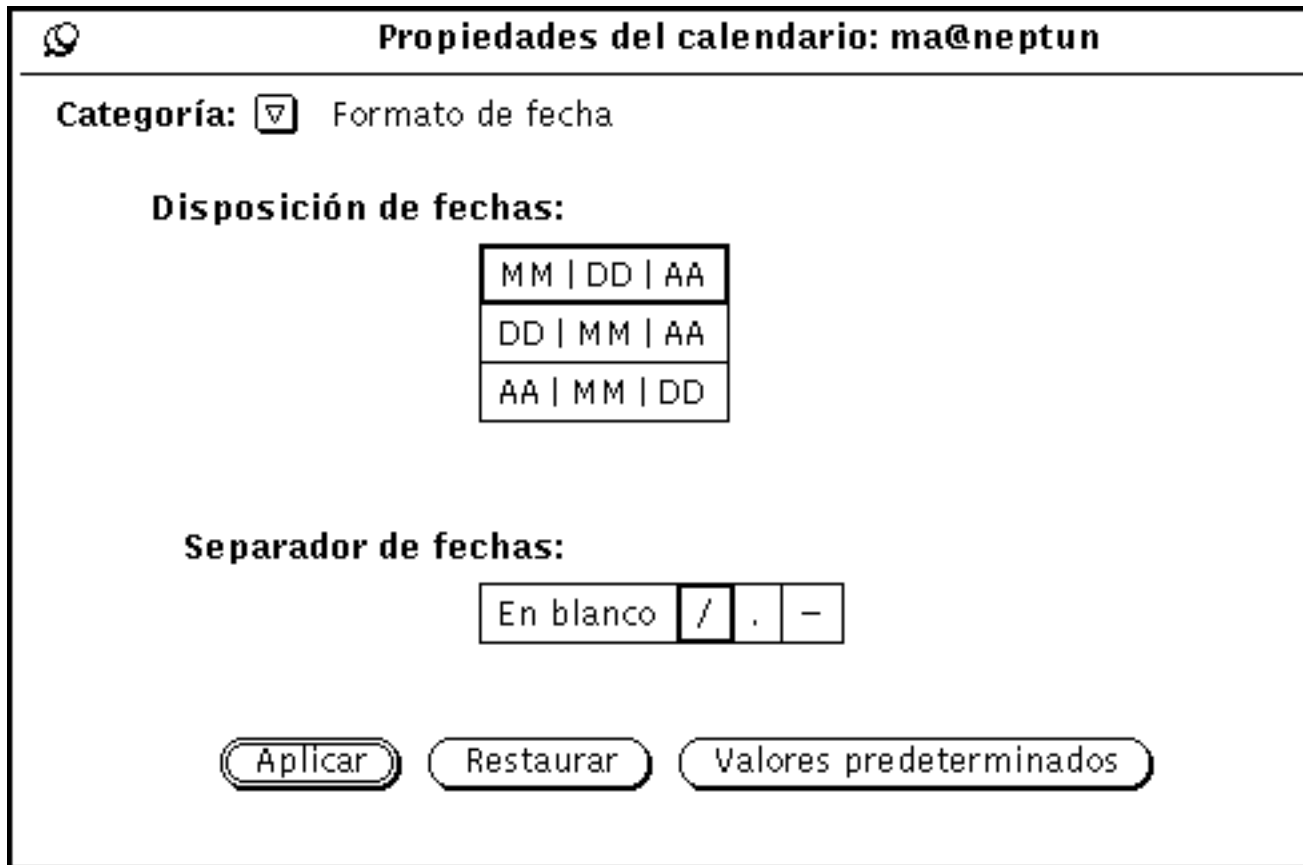 Propiedades del calendario: ma@neptun
Categoría: Formato de fecha
Disposición de fechas:
MM | DD | AA
DD | MM | AA
AA | MM | DD
Separador de fechas:
En blanco / . –
Aplicar Restaurar Valores predeterminados